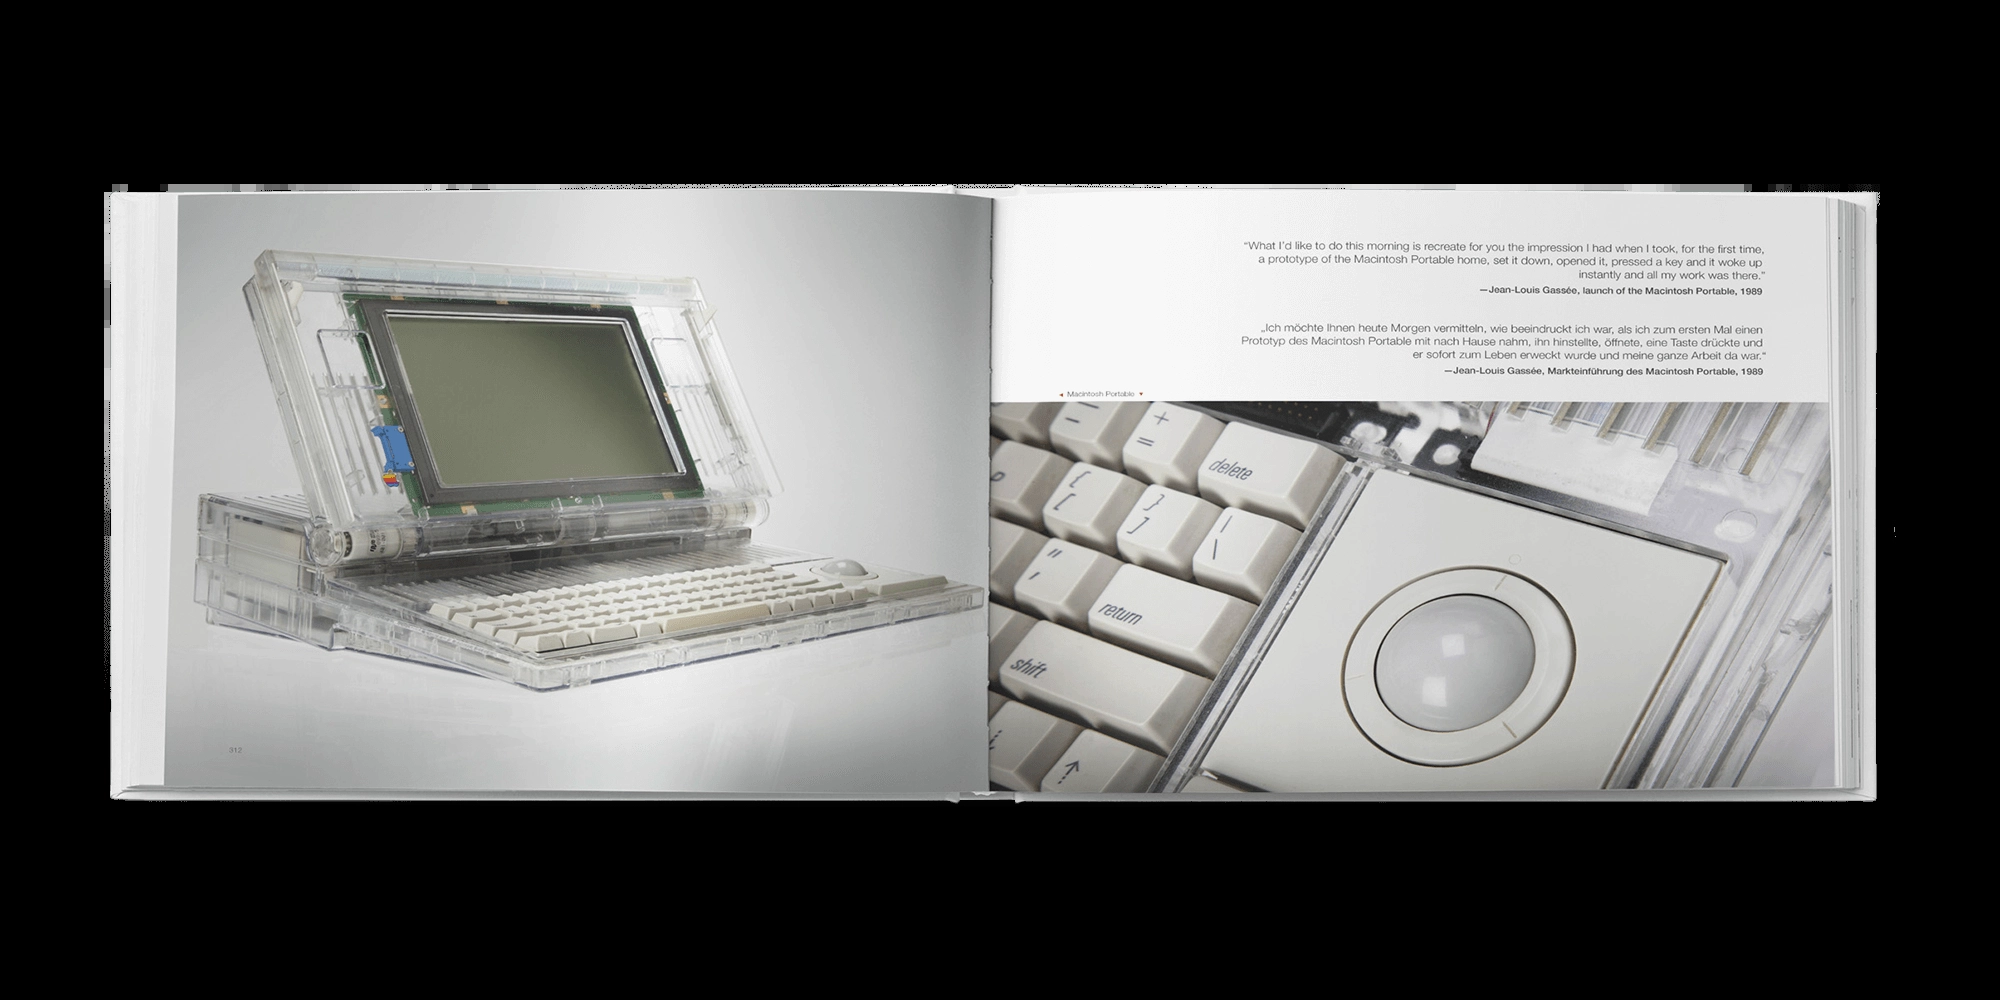 312
“What I’d like to do this morning is recreate for you the impression I had when I took, for the first time,
a prototype of the Macintosh Portable home, set it down, opened it, pressed a key and it woke up
instantly and all my work was there.”
—Jean-Louis Gassée, launch of the Macintosh Portable, 1989
„Ich möchte Ihnen heute Morgen vermitteln, wie beeindruckt ich war, als ich zum ersten Mal einen
Prototyp des Macintosh Portable mit nach Hause nahm, ihn hinstellte, öffnete, eine Taste drückte und
er sofort zum Leben erweckt wurde und meine ganze Arbeit da war.“
—Jean-Louis Gassée, Markteinführung des Macintosh Portable, 1989
◂ Macintosh Portable ▾
– + =
delete
{ [ } ] | \
" '
return
shift